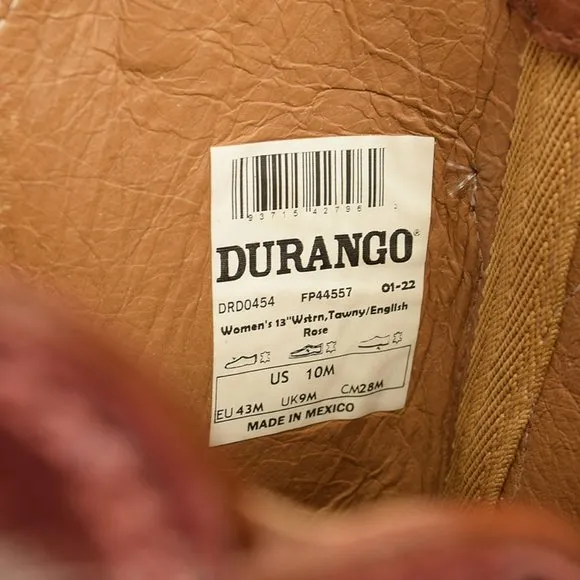 93715 42796 2
DURANGO®
DRD0454 FP44557 01-22
Women's 13"Wstrn,Tawny/English
Rose
US 10M
EU 43M UK9M CM28M
MADE IN MEXICO